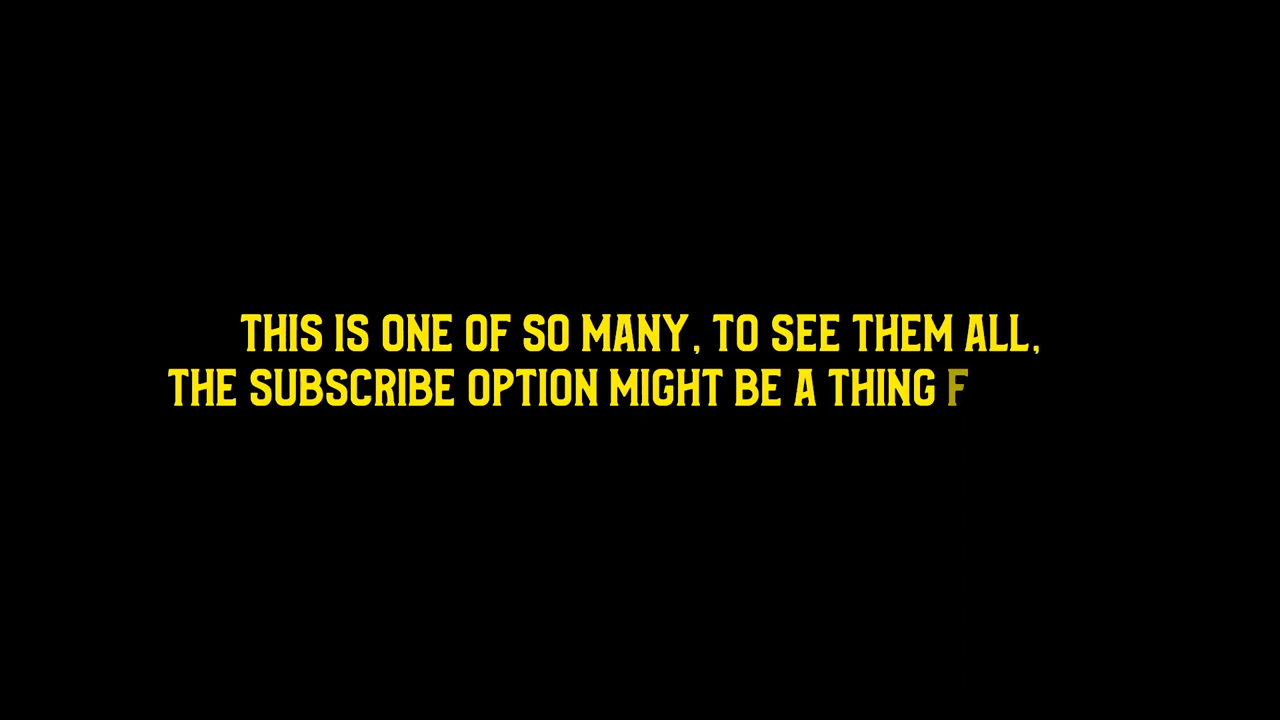 THIS IS ONE OF SO MANY, TO SEE THEM ALL,
THE SUBSCRIBE OPTION MIGHT BE A THING F